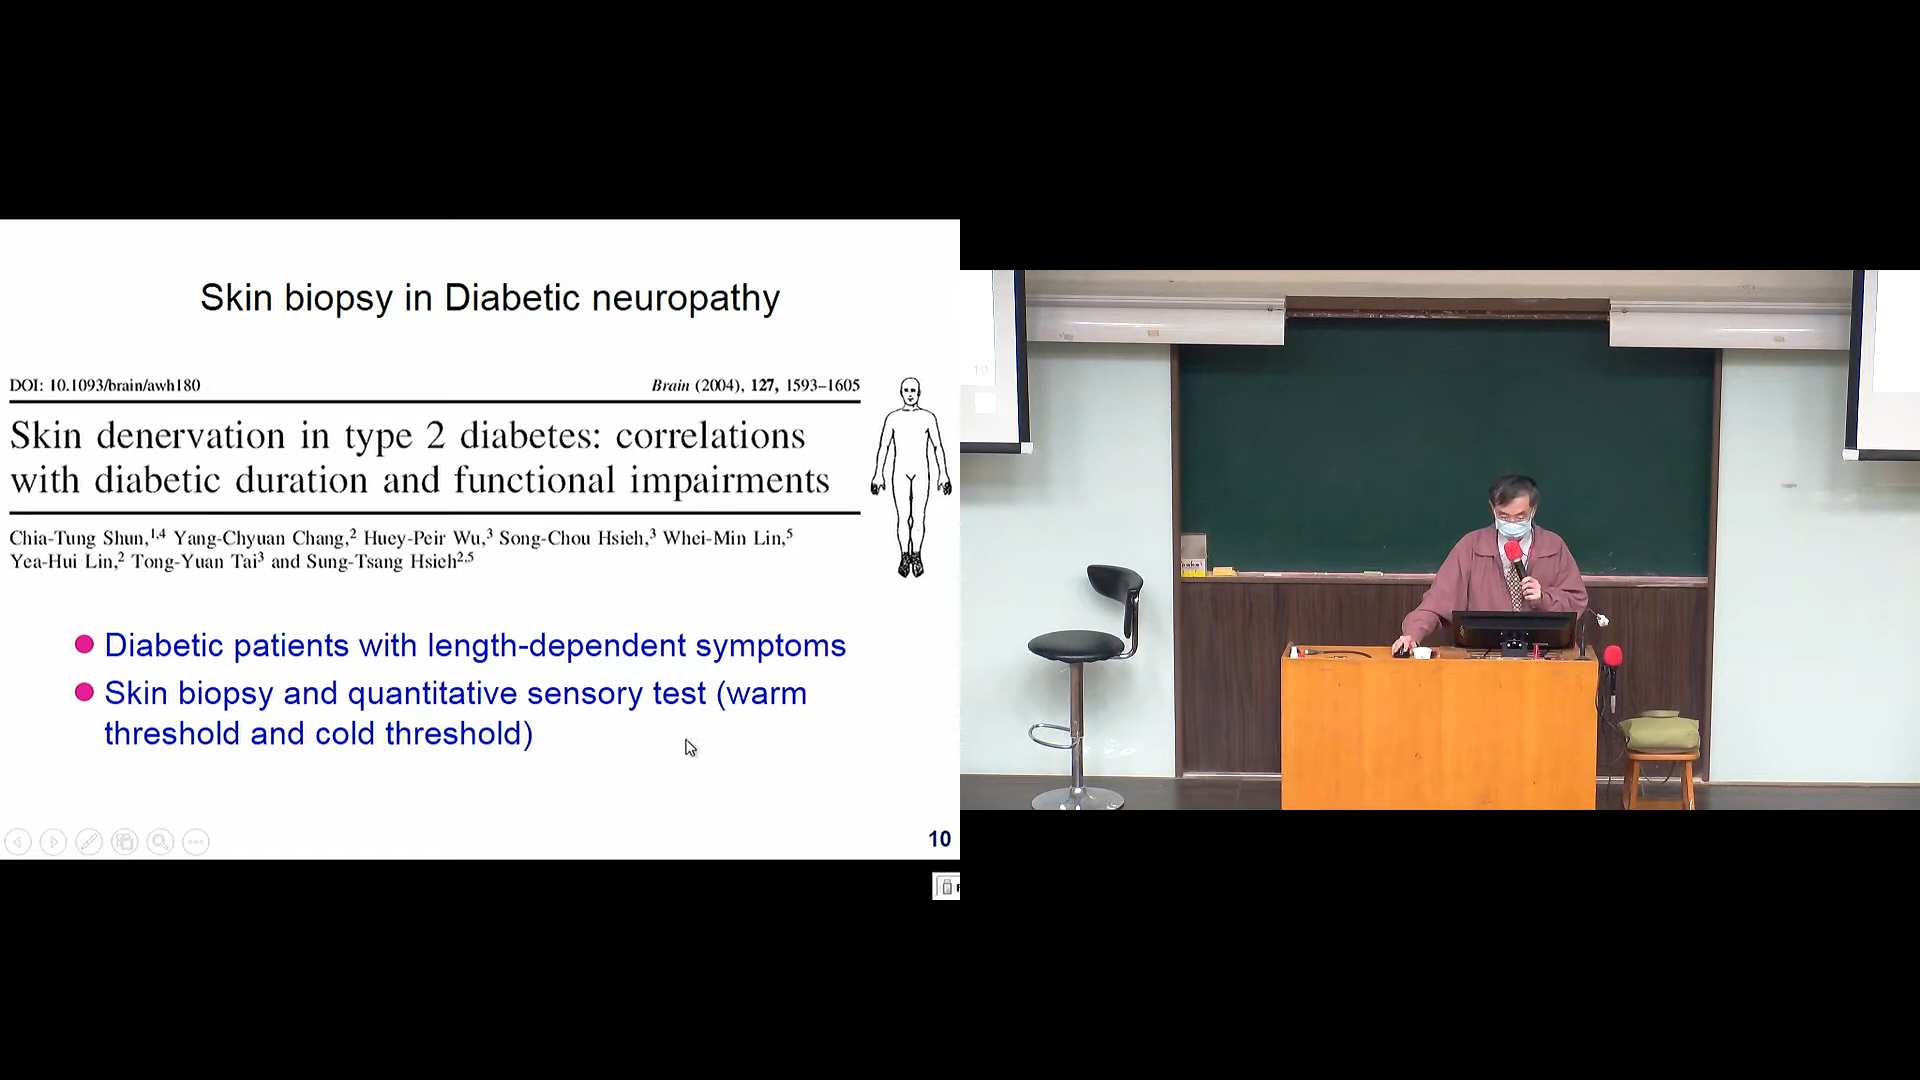 Skin biopsy in Diabetic neuropathy
DOI: 10.1093/brain/awh180
Brain (2004), 127, 1593–1605
Skin denervation in type 2 diabetes: correlations
with diabetic duration and functional impairments
Chia-Tung Shun,1,4 Yang-Chyuan Chang,2 Huey-Peir Wu,3 Song-Chou Hsieh,3 Whei-Min Lin,5
Yea-Hui Lin,2 Tong-Yuan Tai3 and Sung-Tsang Hsieh2,5
Diabetic patients with length-dependent symptoms
Skin biopsy and quantitative sensory test (warm
threshold and cold threshold)
10
10